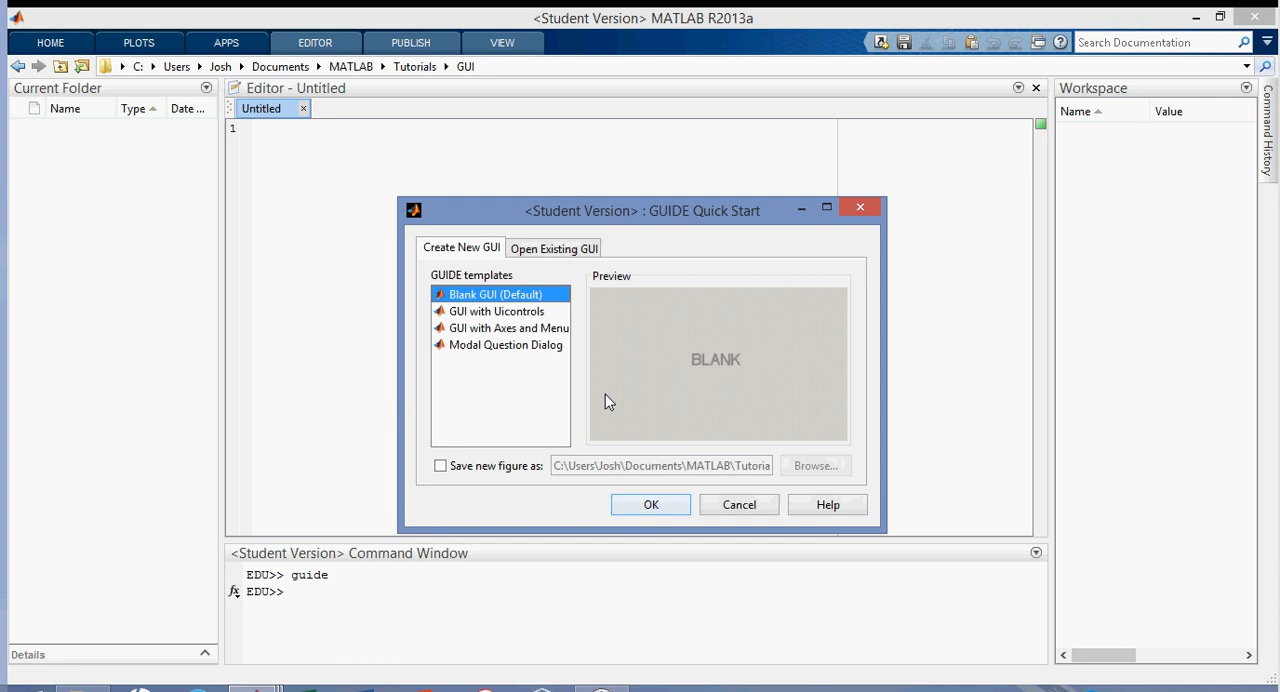 <Student Version> MATLAB R2013a
HOME PLOTS APPS EDITOR PUBLISH VIEW Search Documentation
C: Users Josh Documents MATLAB Tutorials GUI
Current Folder
Name Type Date ...
Editor - Untitled
Untitled
1
Workspace
Name Value
Command History
<Student Version> : GUIDE Quick Start
Create New GUI Open Existing GUI
GUIDE templates
Blank GUI (Default)
GUI with Uicontrols
GUI with Axes and Menu
Modal Question Dialog
Preview
BLANK
Save new figure as: C:\Users\Josh\Documents\MATLAB\Tutoria Browse...
OK Cancel Help
<Student Version> Command Window
EDU>> guide
fx EDU>>
Details